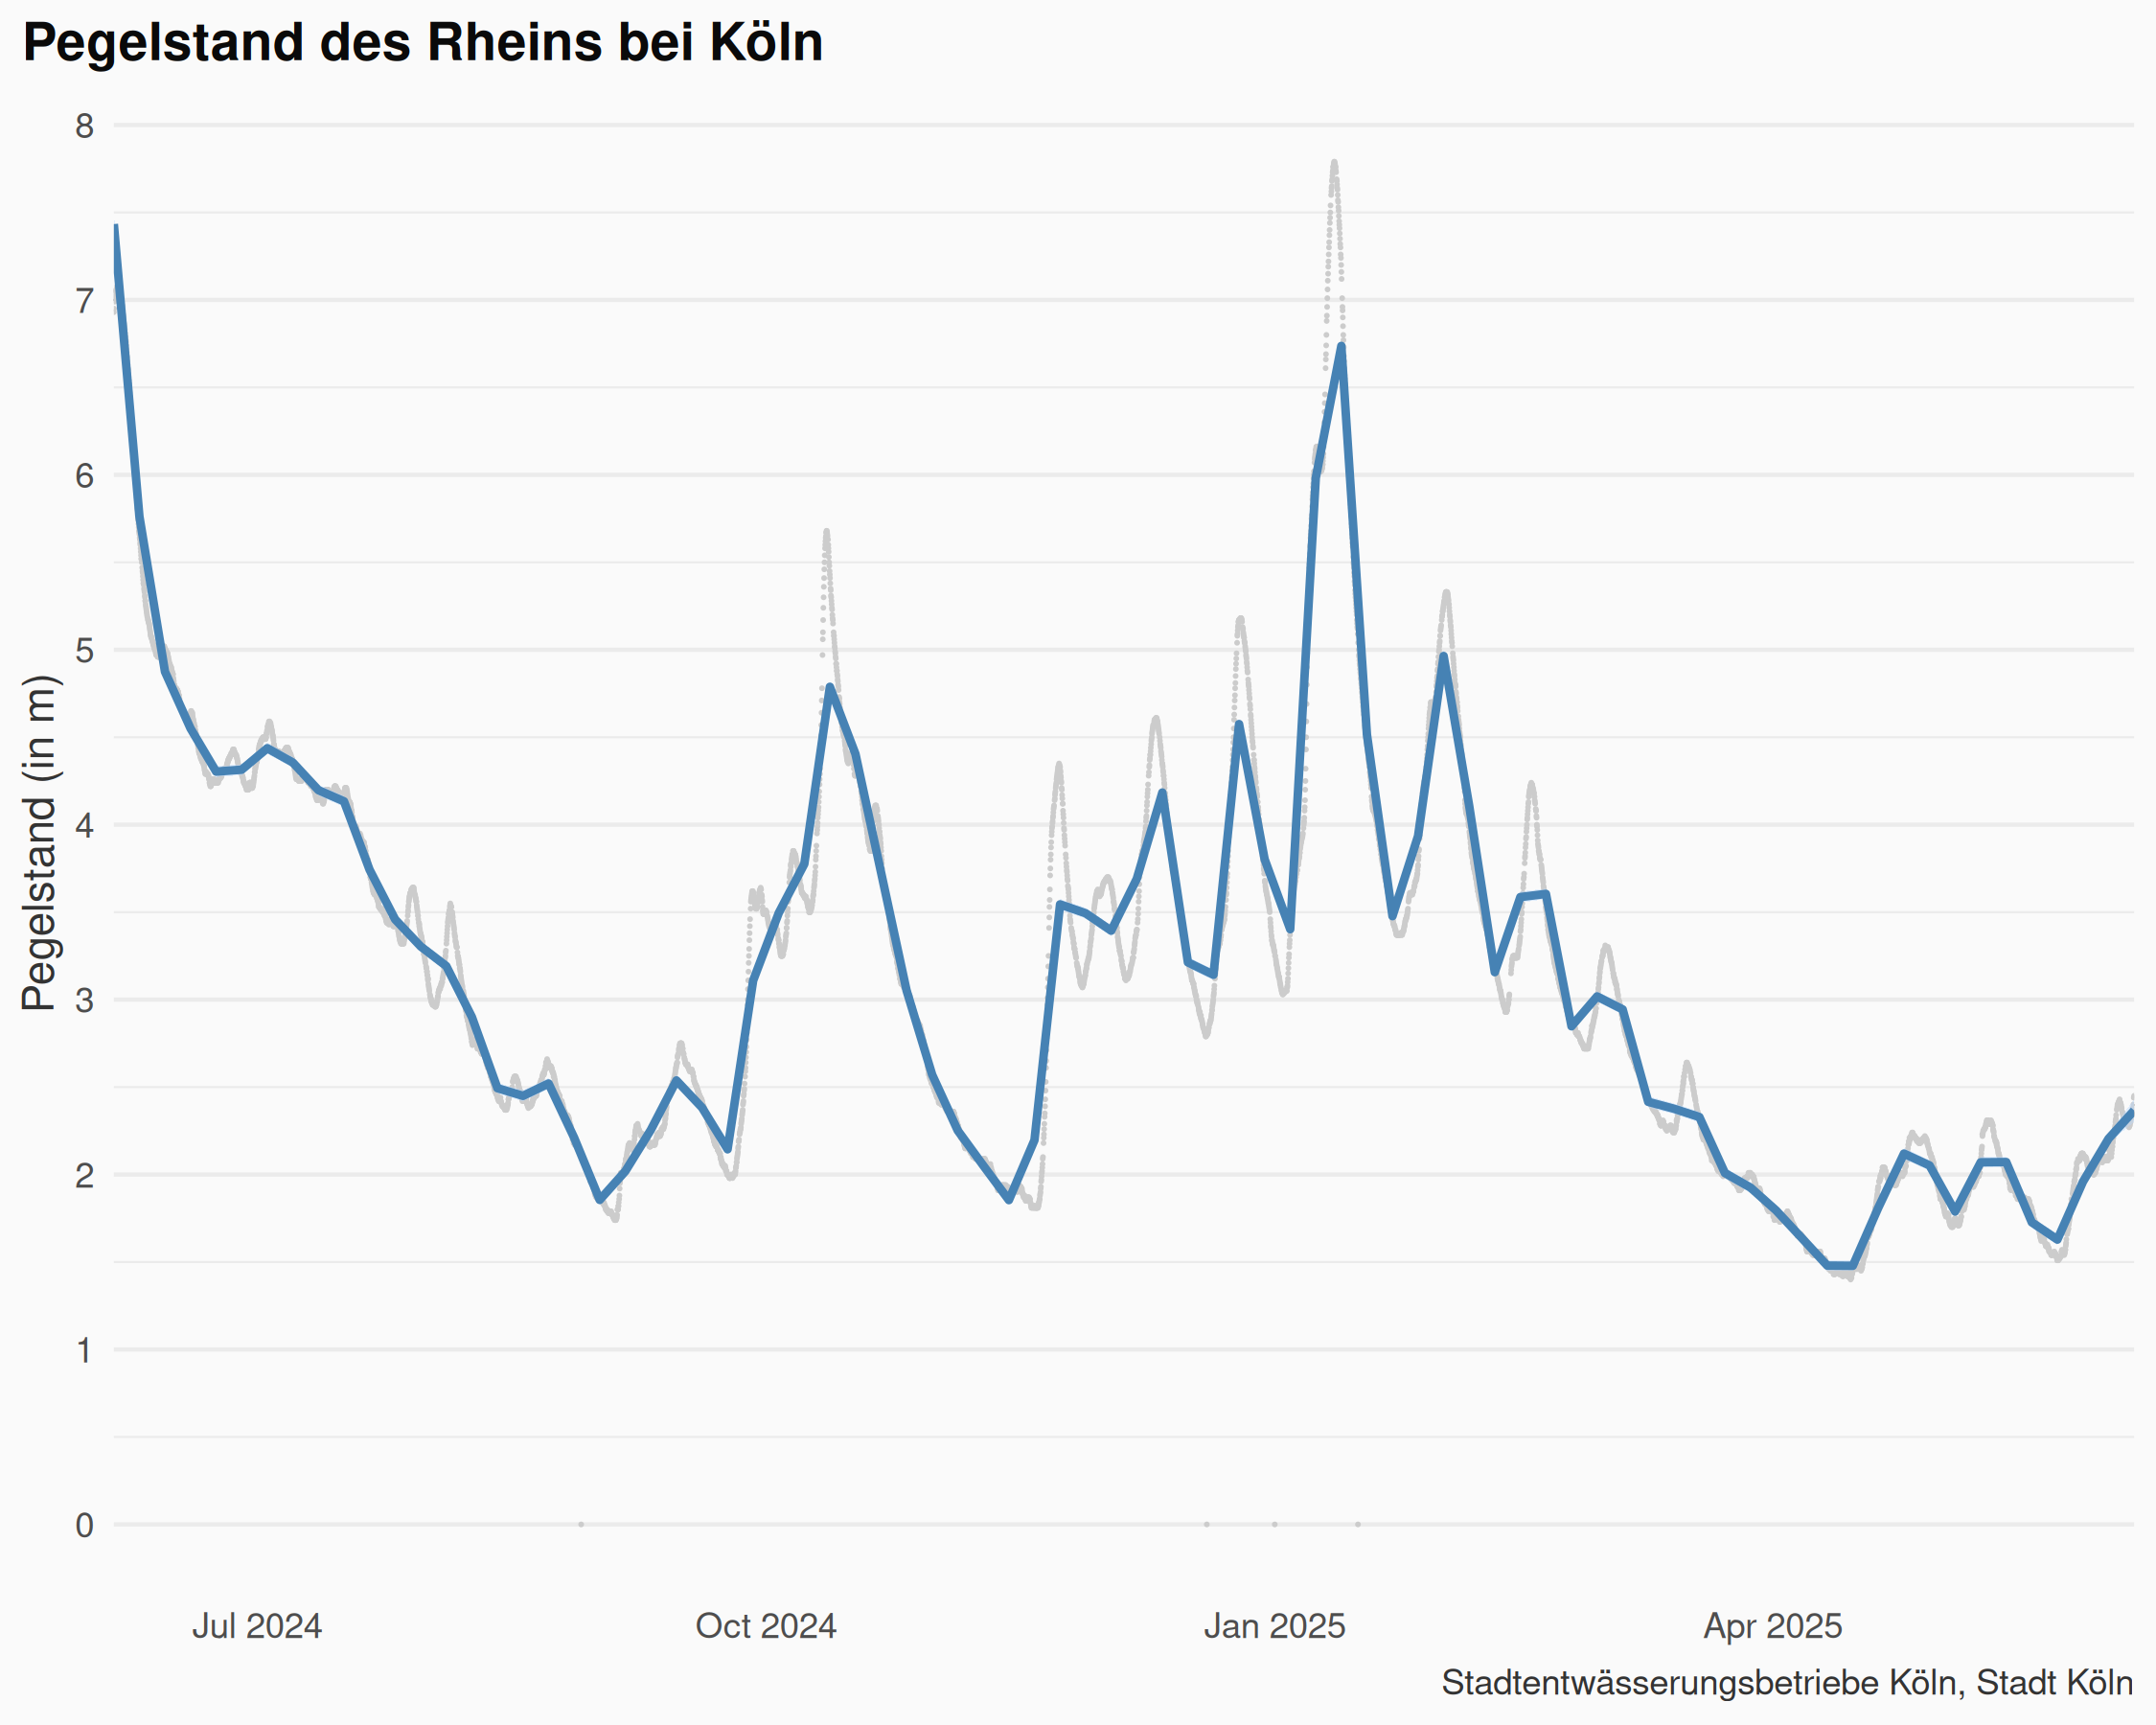 Pegelstand des Rheins bei Köln
Pegelstand (in m)
8
7
6
5
4
3
2
1
0
Jul 2024 Oct 2024 Jan 2025 Apr 2025
Stadtentwässerungsbetriebe Köln, Stadt Köln